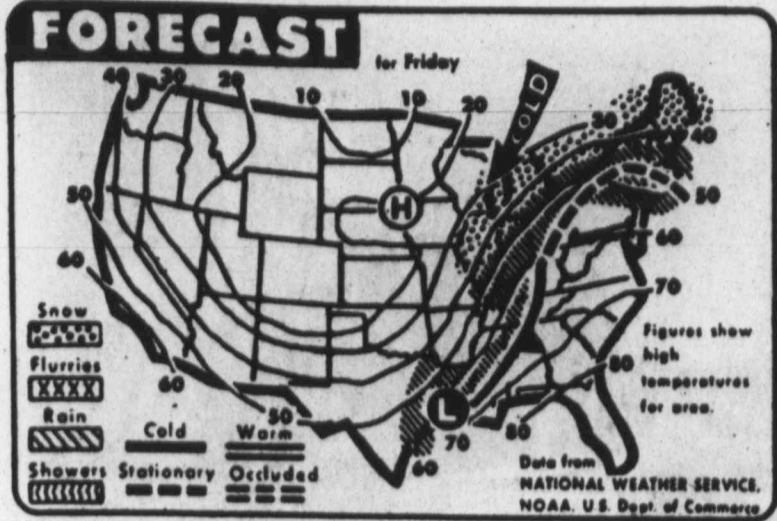 FORECAST
for Friday
40 30 20 10 10 20 COLD 30 40
50 50
60 60
70
80
60 50 60 70 80
Snow
Flurries
Rain
Showers
Cold
Warm
Stationary
Occluded
H
L
Figures show
high
temperatures
for area.
Data from
NATIONAL WEATHER SERVICE,
NOAA, U.S. Dept. of Commerce